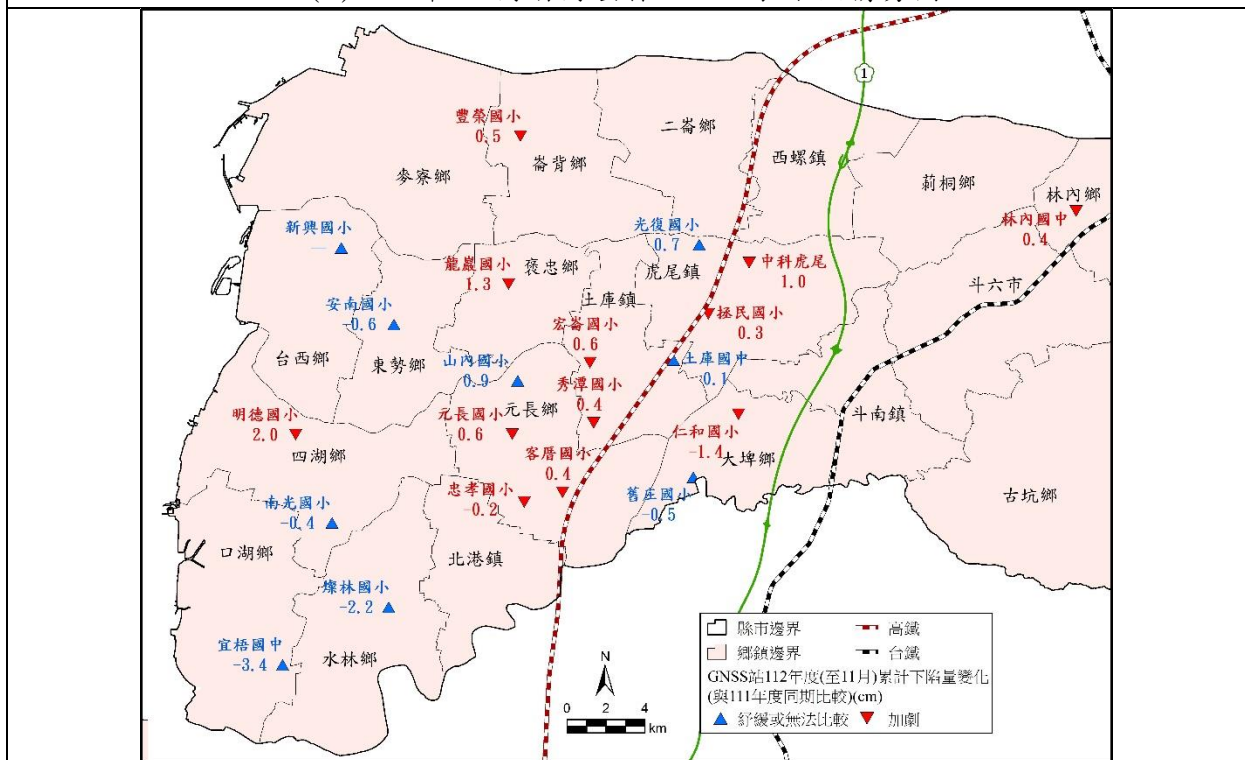 1
二崙鄉
西螺鎮
豐榮國小
0.5
崙背鄉
麥寮鄉
莿桐鄉
林內鄉
林內國中
0.4
新興國小
—
光復國小
0.7
龍巖國小
1.3
褒忠鄉
虎尾鎮
中科虎尾
1.0
斗六市
安南國小
-0.6
土庫鎮
拯民國小
0.3
宏崙國小
0.6
台西鄉
東勢鄉
山內國小
0.9
土庫國中
0.1
秀潭國小
0.4
明德國小
2.0
元長國小
0.6
元長鄉
仁和國小
-1.4
斗南鎮
四湖鄉
客厝國小
0.4
大埤鄉
忠孝國小
-0.2
舊庄國小
-0.5
古坑鄉
南光國小
-0.4
口湖鄉
北港鎮
燦林國小
-2.2
宜梧國中
-3.4
水林鄉
N
0 2 4
km
縣市邊界 高鐵
鄉鎮邊界 台鐵
GNSS站112年度(至11月)累計下陷量變化
(與111年度同期比較)(cm)
紓緩或無法比較 加劇